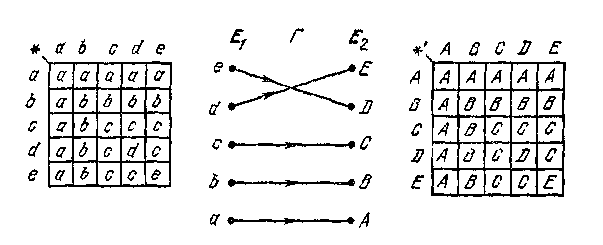 * a b c d e
a a a a a a
b a b b b b
c a b c c c
d a b c d c
e a b c c e
E₁ Γ E₂
e E
d D
c C
b B
a A
*' A B C D E
A A A A A A
B A B B B B
C A B C C C
D A B C D C
E A B C C E